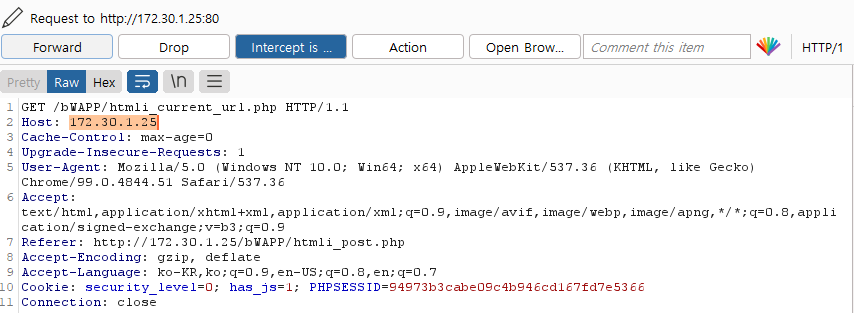 Request to http://172.30.1.25:80
Forward Drop Intercept is ... Action Open Brow... Comment this item HTTP/1
Pretty Raw Hex \n
1 GET /bWAPP/htmli_current_url.php HTTP/1.1
2 Host: 172.30.1.25
3 Cache-Control: max-age=0
4 Upgrade-Insecure-Requests: 1
5 User-Agent: Mozilla/5.0 (Windows NT 10.0; Win64; x64) AppleWebKit/537.36 (KHTML, like Gecko)
Chrome/99.0.4844.51 Safari/537.36
6 Accept:
text/html,application/xhtml+xml,application/xml;q=0.9,image/avif,image/webp,image/apng,*/*;q=0.8,appli
cation/signed-exchange;v=b3;q=0.9
7 Referer: http://172.30.1.25/bWAPP/htmli_post.php
8 Accept-Encoding: gzip, deflate
9 Accept-Language: ko-KR,ko;q=0.9,en-US;q=0.8,en;q=0.7
10 Cookie: security_level=0; has_js=1; PHPSESSID=94973b3cabe09c4b946cd167fd7e5366
11 Connection: close